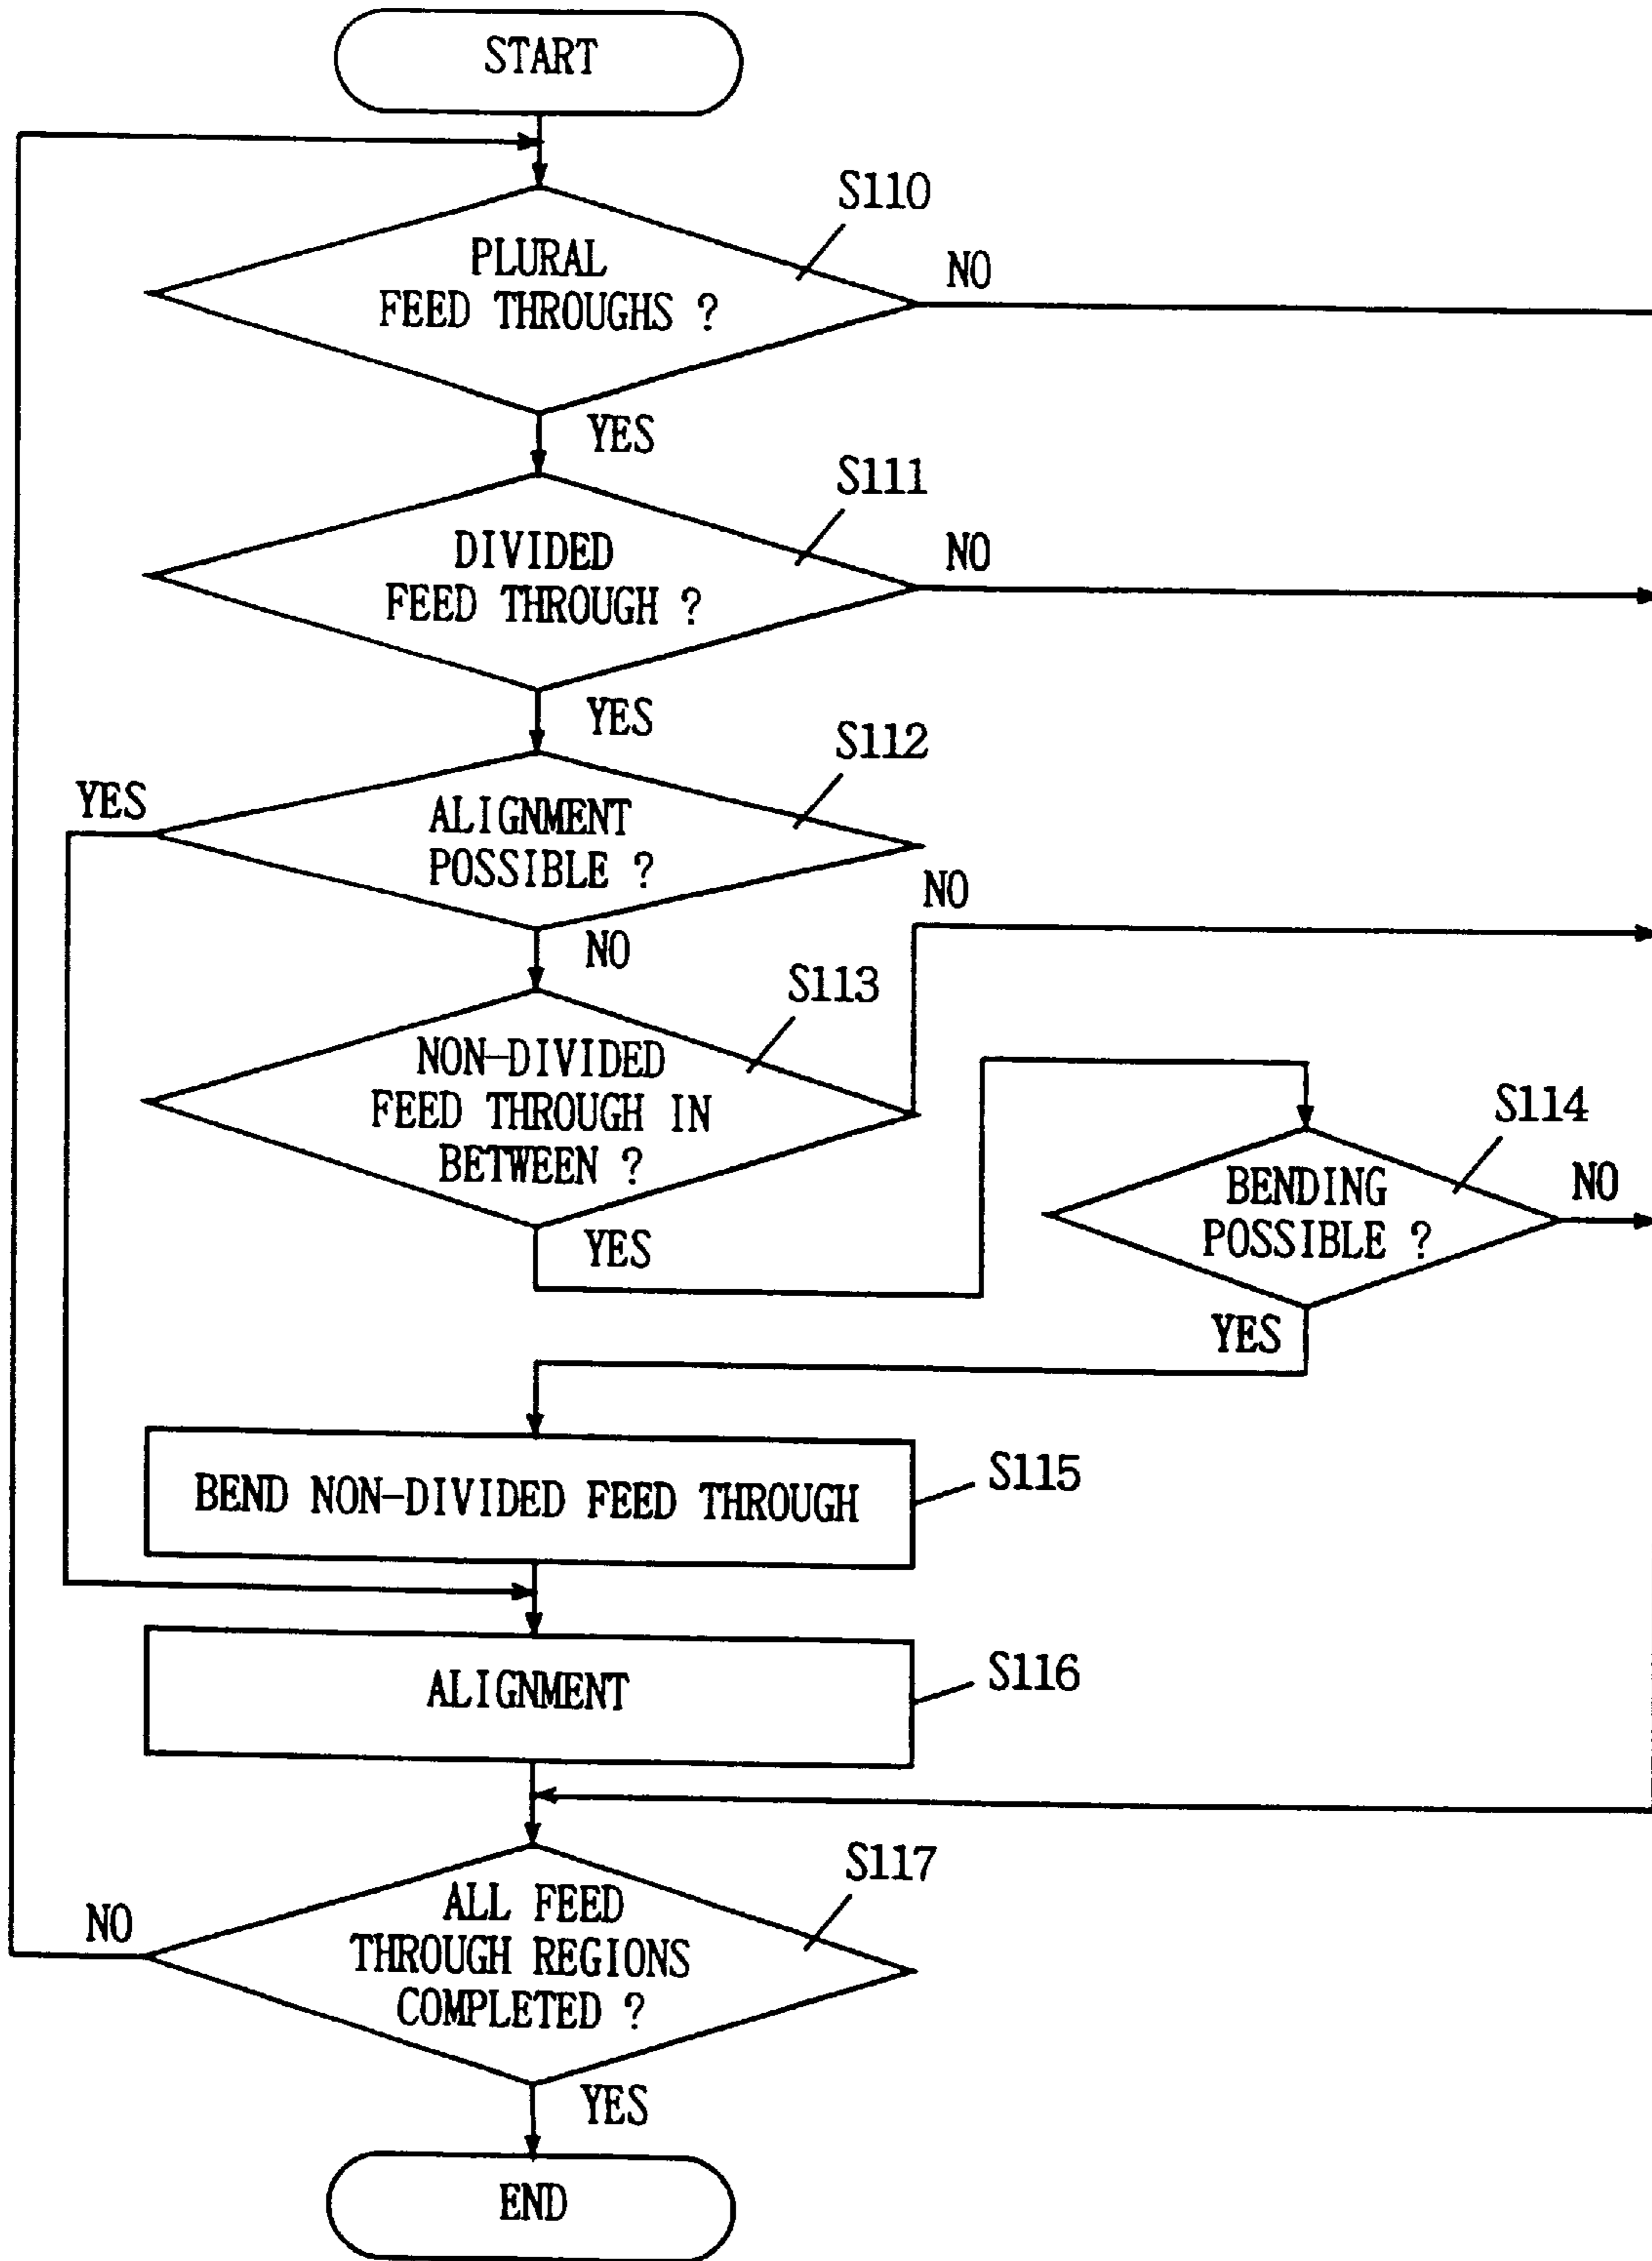 START
S110
PLURAL
FEED THROUGHS ?
NO
YES
S111
DIVIDED
FEED THROUGH ?
NO
YES
S112
YES
ALIGNMENT
POSSIBLE ?
NO
NO
S113
NON-DIVIDED
FEED THROUGH IN
BETWEEN ?
YES
S114
BENDING
POSSIBLE ?
NO
YES
BEND NON-DIVIDED FEED THROUGH
S115
ALIGNMENT
S116
S117
NO
ALL FEED
THROUGH REGIONS
COMPLETED ?
YES
END